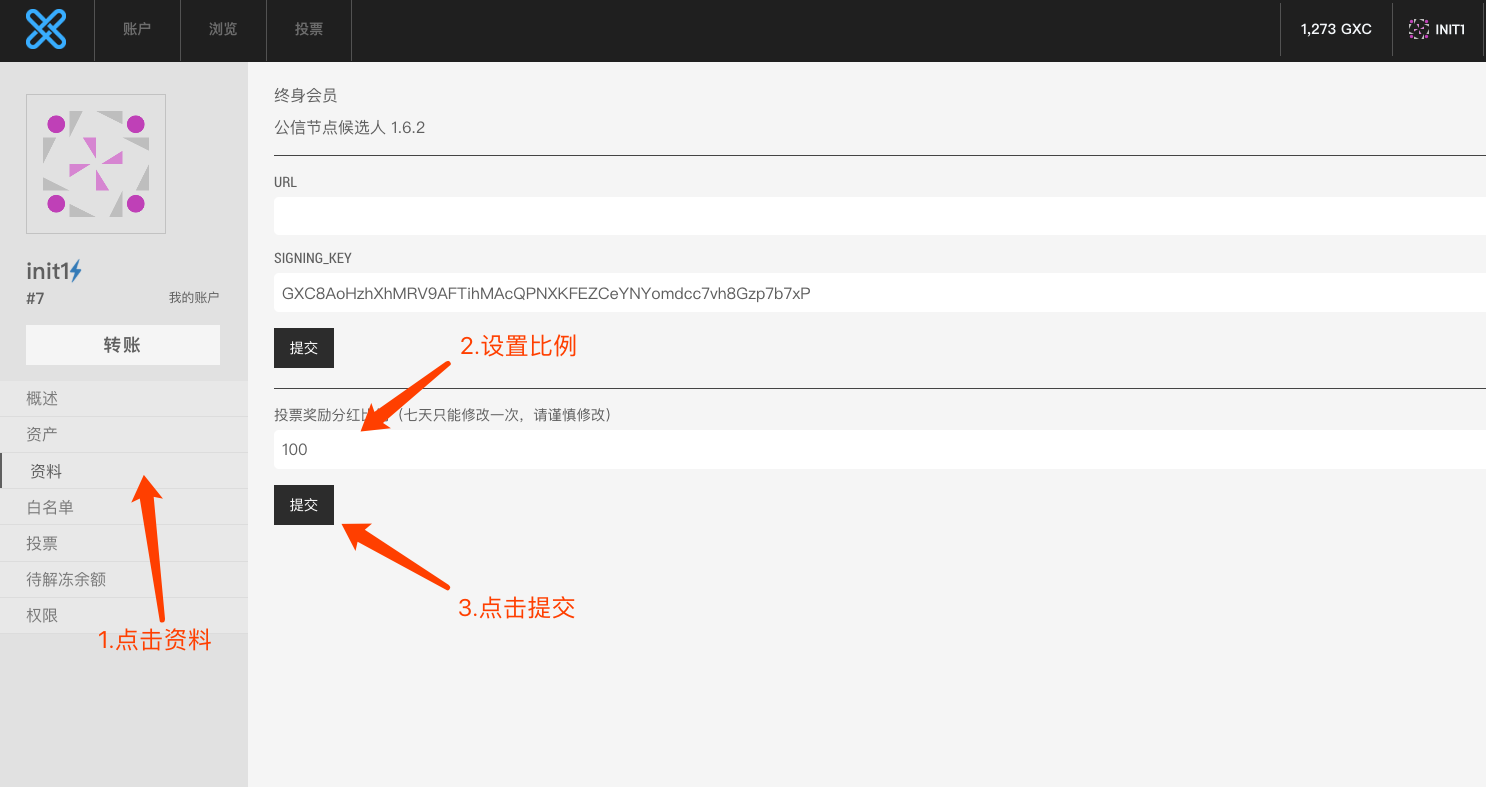 账户 浏览 投票 1,273 GXC INIT1
终身会员
公信节点候选人 1.6.2
URL
SIGNING_KEY
GXC8AoHzhXhMRV9AFTihMAcQPNXKFEZCeYNYomdcc7vh8Gzp7b7xP
提交
2.设置比例
投票奖励分红比 (七天只能修改一次,请谨慎修改)
100
提交
3.点击提交
init1
#7 我的账户
转账
概述
资产
资料
白名单
投票
待解冻余额
权限
1.点击资料